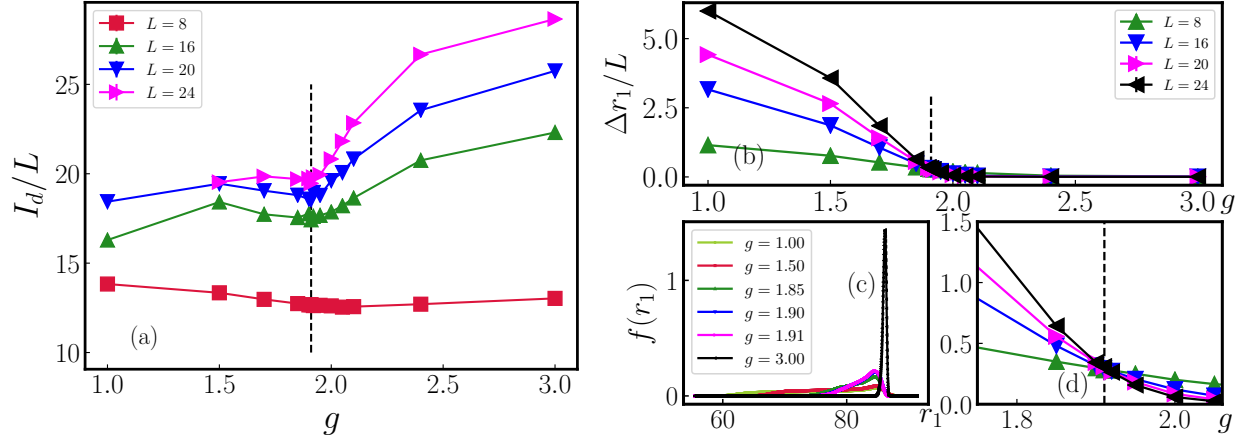 I_d/L
25
20
15
10
L = 8
L = 16
L = 20
L = 24
(a)
1.0 1.5 2.0 2.5 3.0
g
Δr_1/L
5.0
2.5
0.0
(b)
L = 8
L = 16
L = 20
L = 24
1.0 1.5 2.0 2.5 3.0 g
f(r_1)
1
0
g = 1.00
g = 1.50
g = 1.85
g = 1.90
g = 1.91
g = 3.00
(c)
60 80 r_1
1.5
1.0
0.5
0.0
(d)
1.8 2.0 g